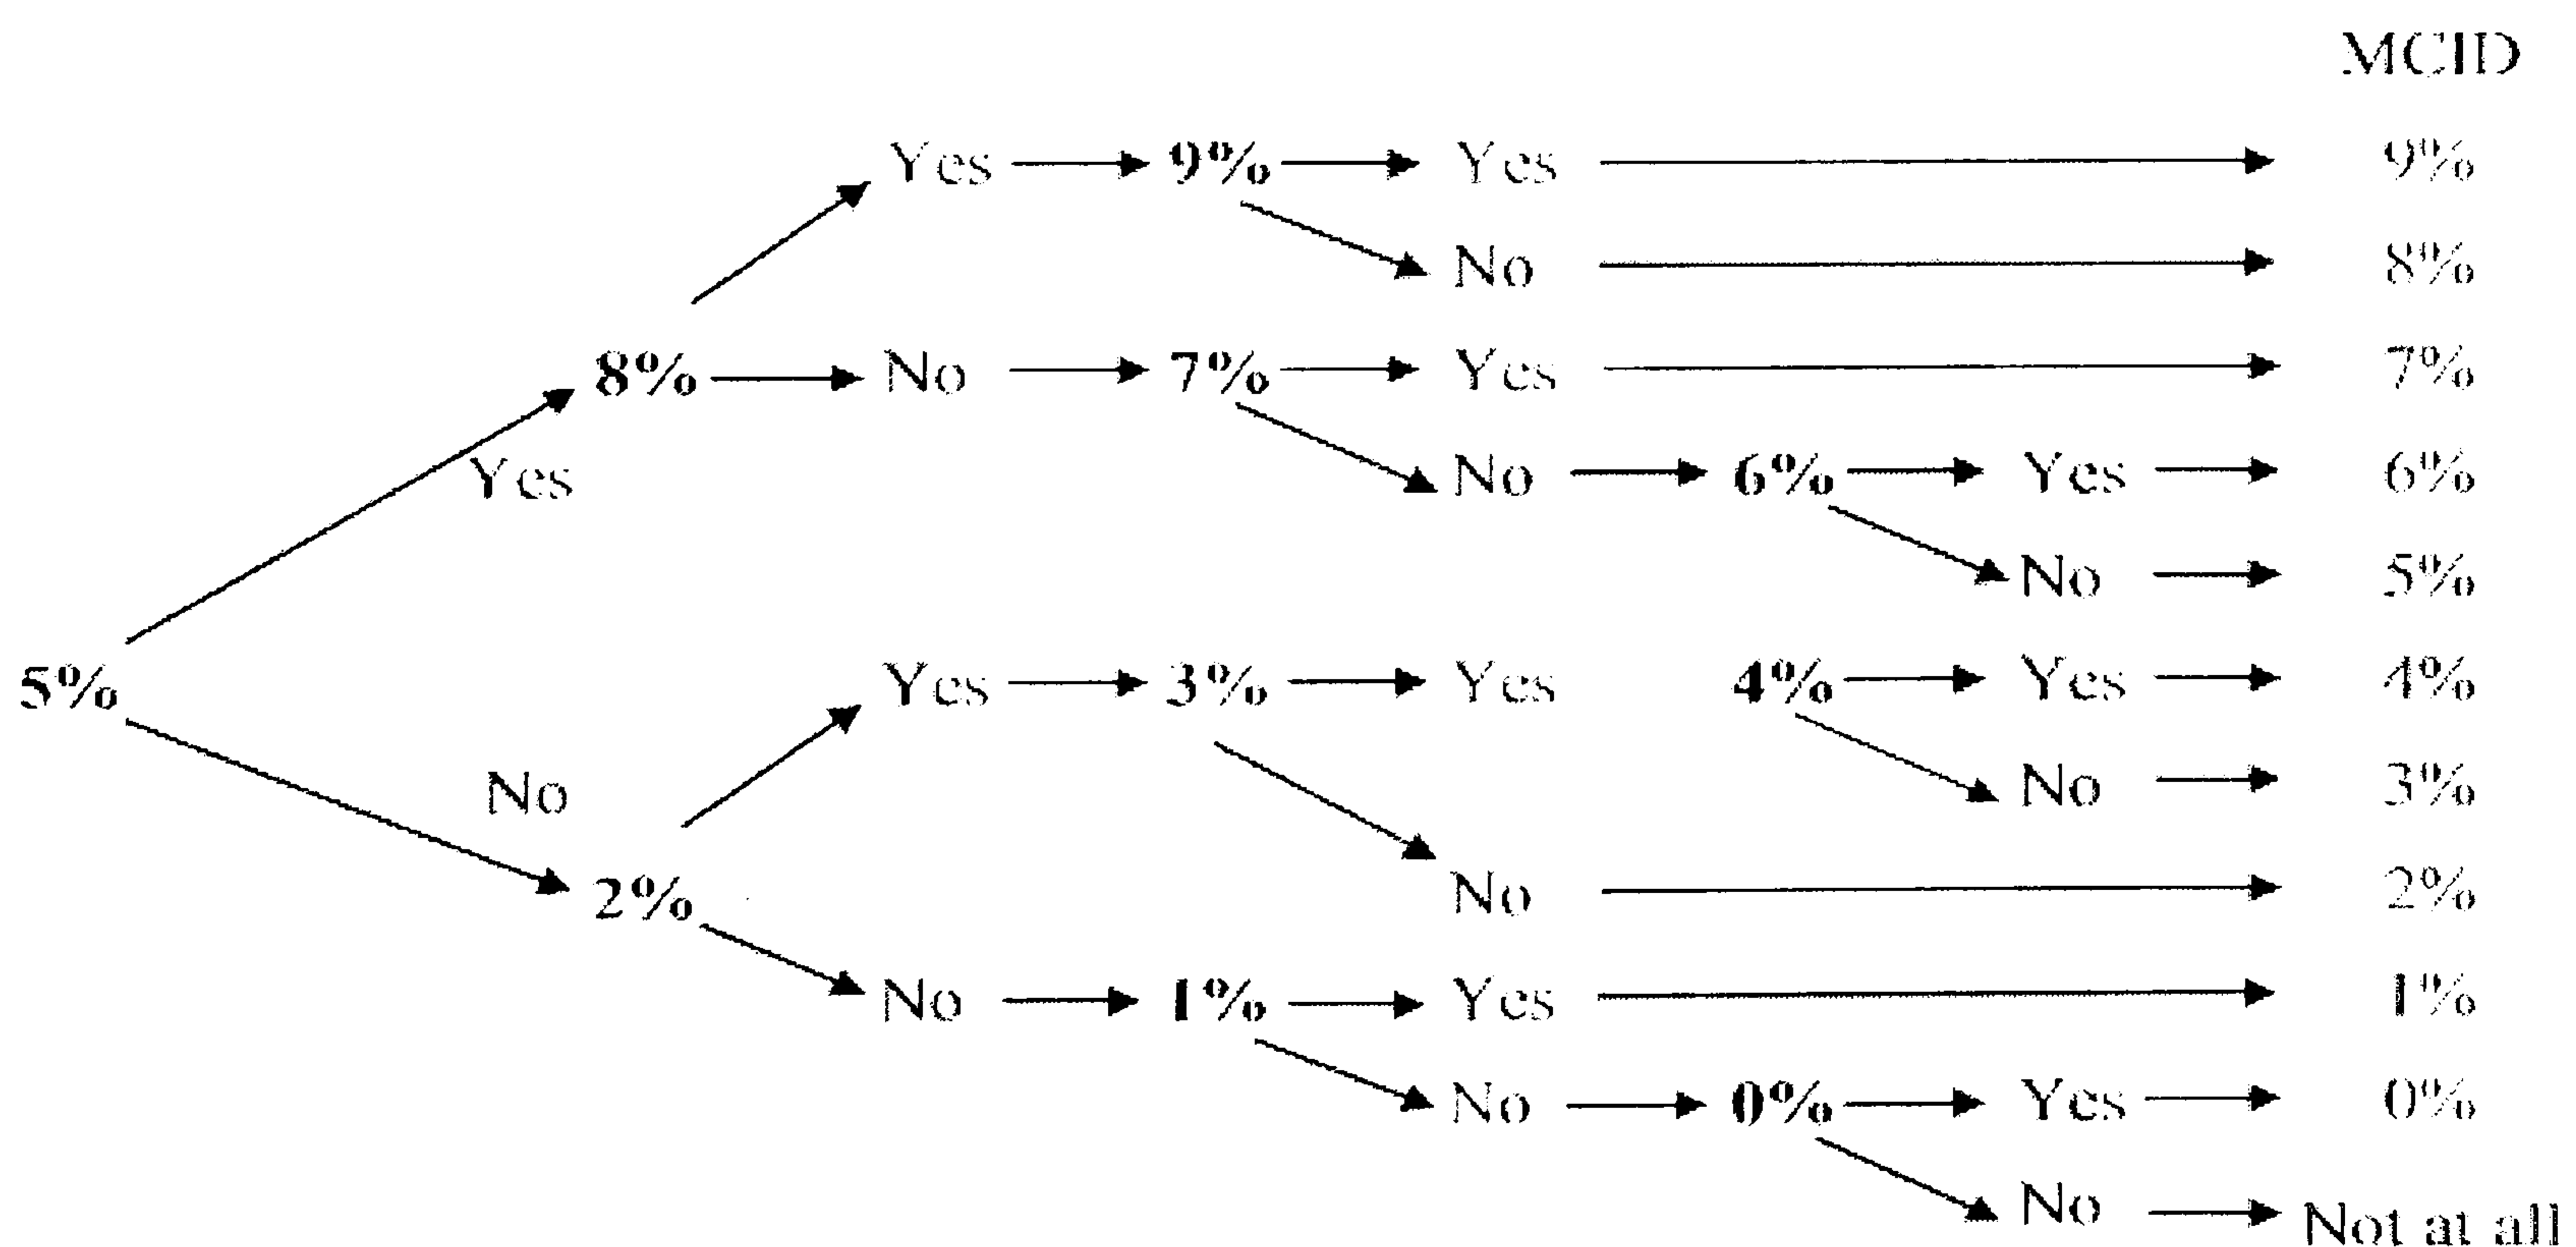 MCID
Yes 9% Yes 9%
No 8%
8% No 7% Yes 7%
Yes No 6% Yes 6%
No 5%
5% Yes 3% Yes 4% Yes 4%
No No 3%
2% No 2%
No 1% Yes 1%
No 0% Yes 0%
No Not at all